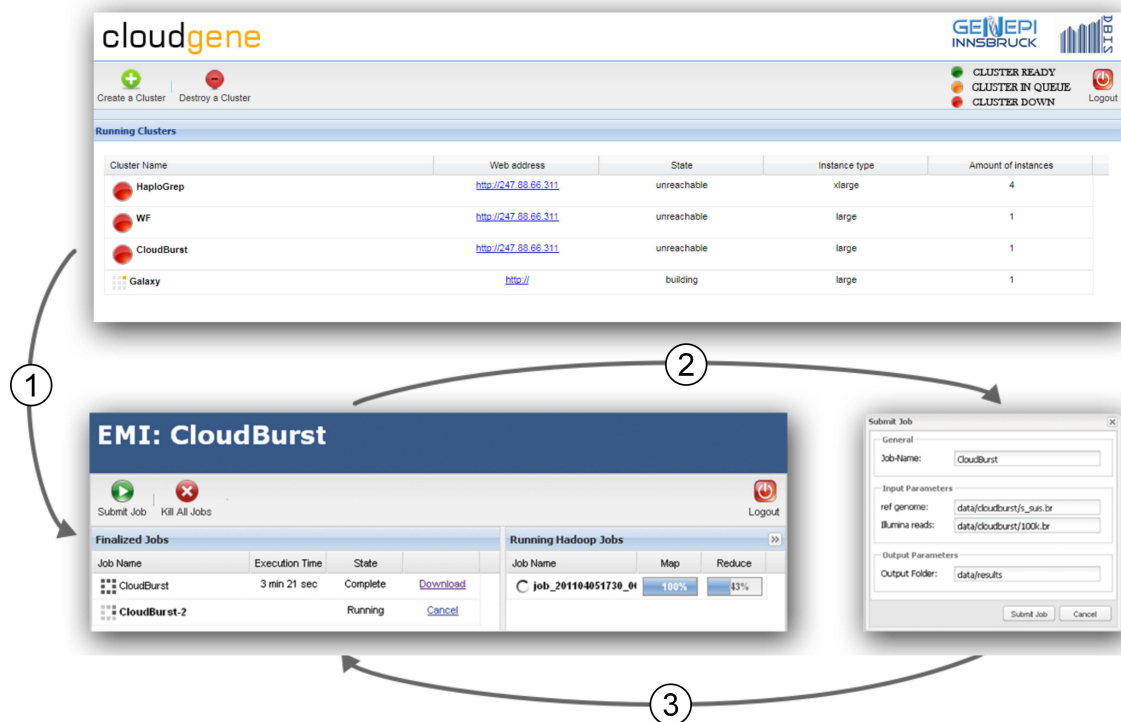 cloudgene
GENEPI
INNSBRUCK
DBIS
Create a Cluster
Destroy a Cluster
CLUSTER READY
CLUSTER IN QUEUE
CLUSTER DOWN
Logout
Running Clusters
Cluster Name Web address State Instance type Amount of instances
HaploGrep http://247.88.66.311 unreachable xlarge 4
WF http://247.88.66.311 unreachable large 1
CloudBurst http://247.88.66.311 unreachable large 1
Galaxy http:// building large 1
1
2
EMI: CloudBurst
Submit Job
Kill All Jobs
Logout
Finalized Jobs
Job Name Execution Time State
CloudBurst 3 min 21 sec Complete Download
CloudBurst-2 Running Cancel
Running Hadoop Jobs
Job Name Map Reduce
job_201104051730_0 100% 43%
Submit Job
General
Job-Name: CloudBurst
Input Parameters
ref genome: data/cloudburst/s_suis.br
Illumina reads: data/cloudburst/100k.br
Output Parameters
Output Folder: data/results
Submit Job Cancel
3